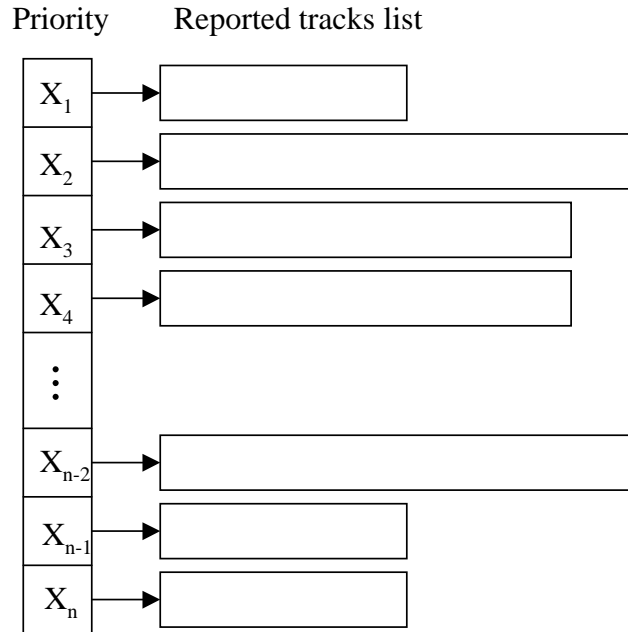 Priority Reported tracks list
X₁
X₂
X₃
X₄
⋮
Xₙ₋₂
Xₙ₋₁
Xₙ